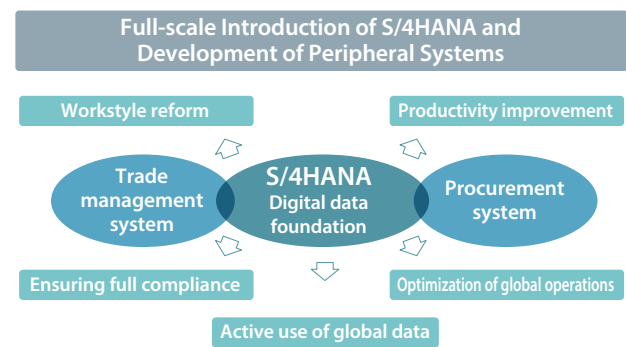 Full-scale Introduction of S/4HANA and
Development of Peripheral Systems
Workstyle reform
Productivity improvement
Trade
management
system
S/4HANA
Digital data
foundation
Procurement
system
Ensuring full compliance
Optimization of global operations
Active use of global data